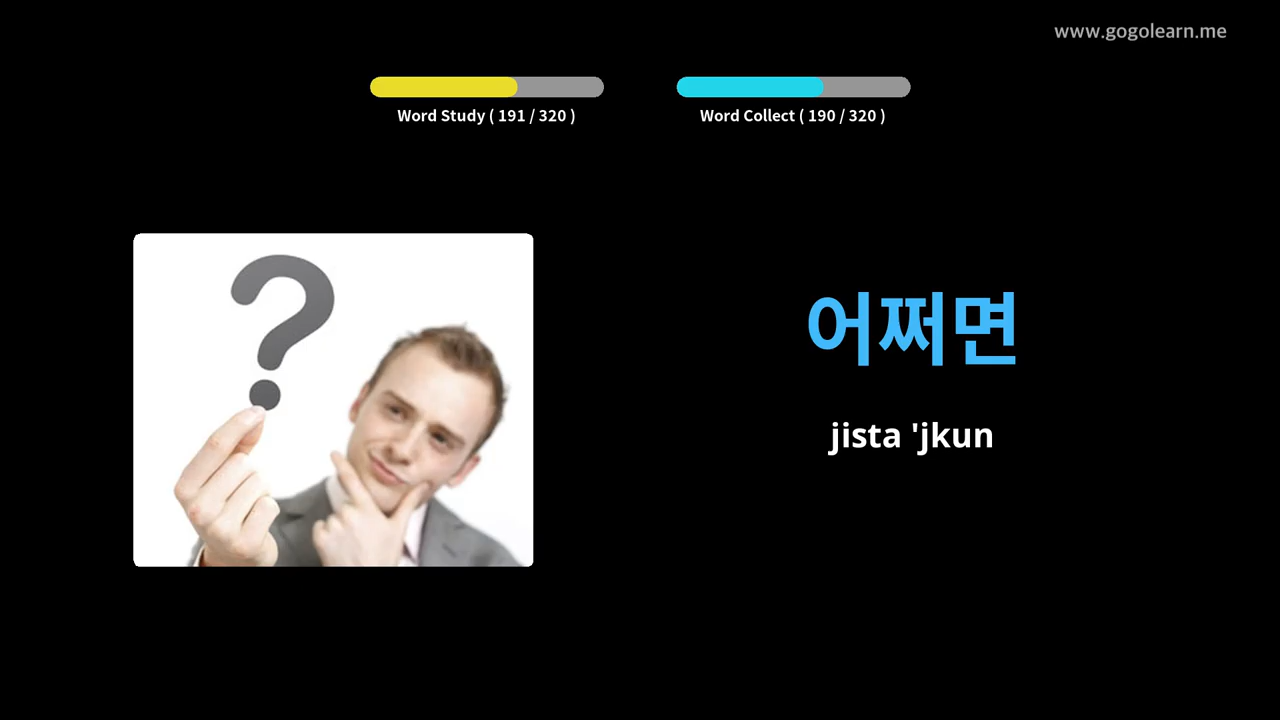 www.gogolearn.me
Word Study ( 191 / 320 )
Word Collect ( 190 / 320 )
어쩌면
jista 'jkun